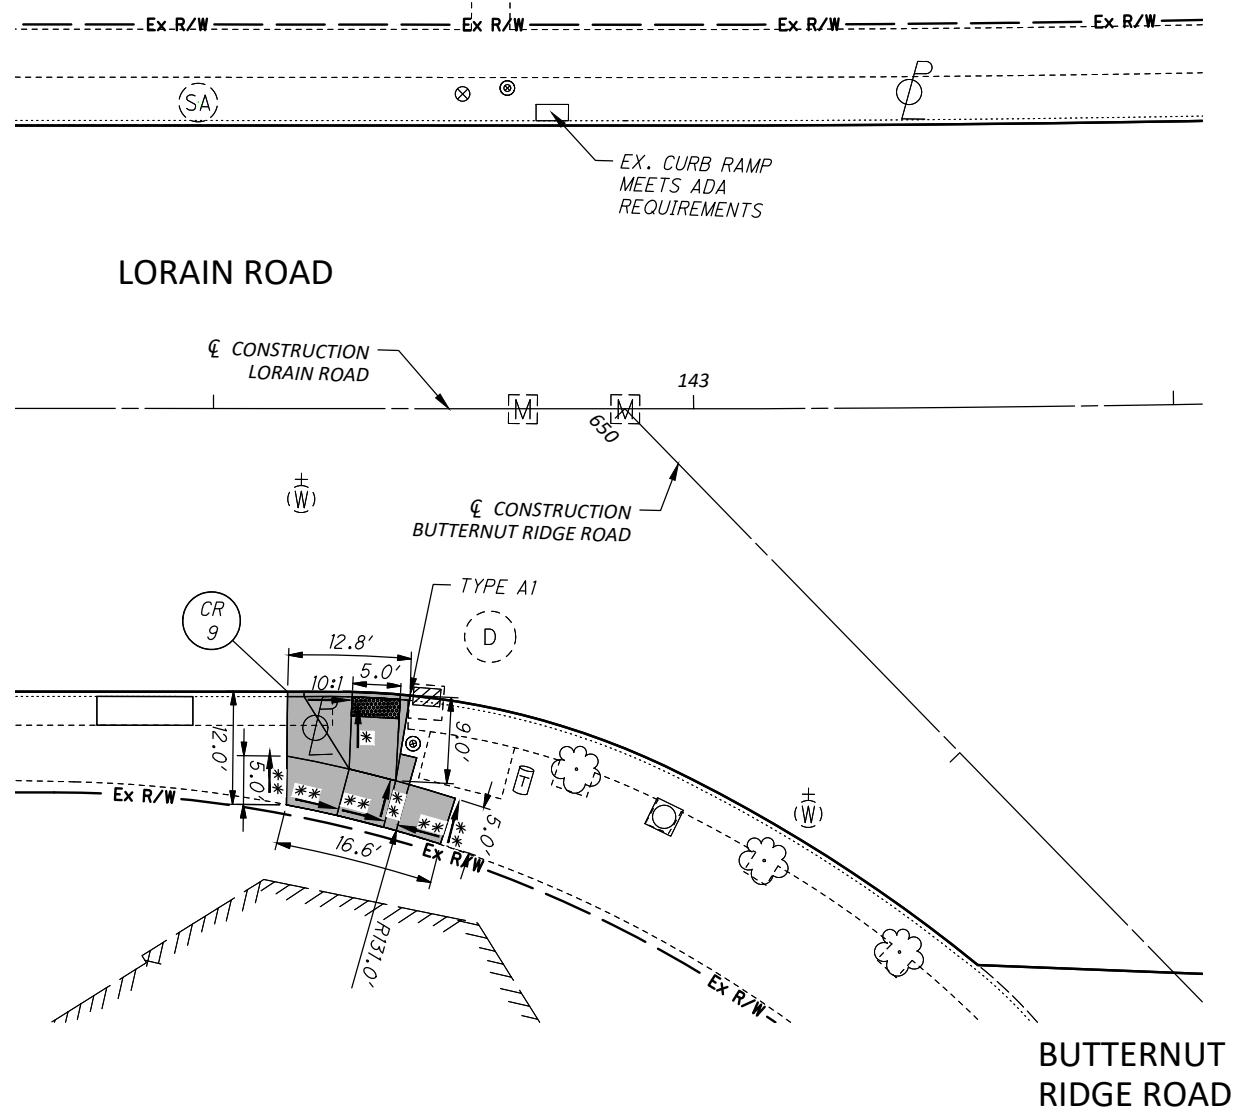 Ex R/W
Ex R/W
Ex R/W
Ex R/W
SA
EX. CURB RAMP
MEETS ADA
REQUIREMENTS
LORAIN ROAD
℄ CONSTRUCTION
LORAIN ROAD
143
M
M
650
W
℄ CONSTRUCTION
BUTTERNUT RIDGE ROAD
TYPE A1
CR
9
D
12.8'
5.0'
10:1
12.0'
5.0'
9.0'
*
**
**
**
**
**
**
5.0'
W
Ex R/W
16.6'
Ex R/W
R131.0'
Ex R/W
BUTTERNUT
RIDGE ROAD